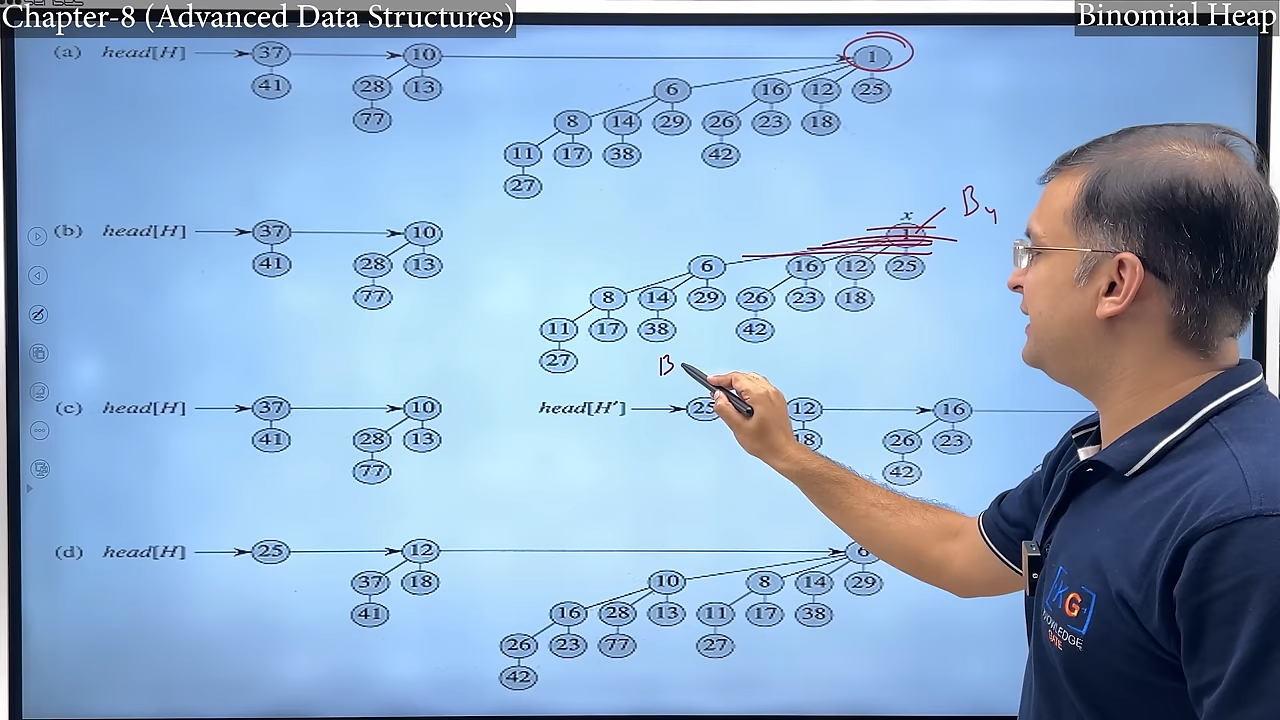 Chapter-8 (Advanced Data Structures)
Binomial Heap
(a) head[H] 37 10 1
41 28 13 6 16 12 25
77 8 14 29 26 23 18
11 17 38 42
27
x B4
(b) head[H] 37 10 1
41 28 13 6 16 12 25
77 8 14 29 26 23 18
11 17 38 42
27
B
(c) head[H] 37 10 head[H'] 25 12 16
41 28 13 18 26 23
77 42
(d) head[H] 25 12 6
37 18 10 8 14 29
41 16 28 13 11 17 38
26 23 77 27
42
KG
KNOWLEDGE
GATE